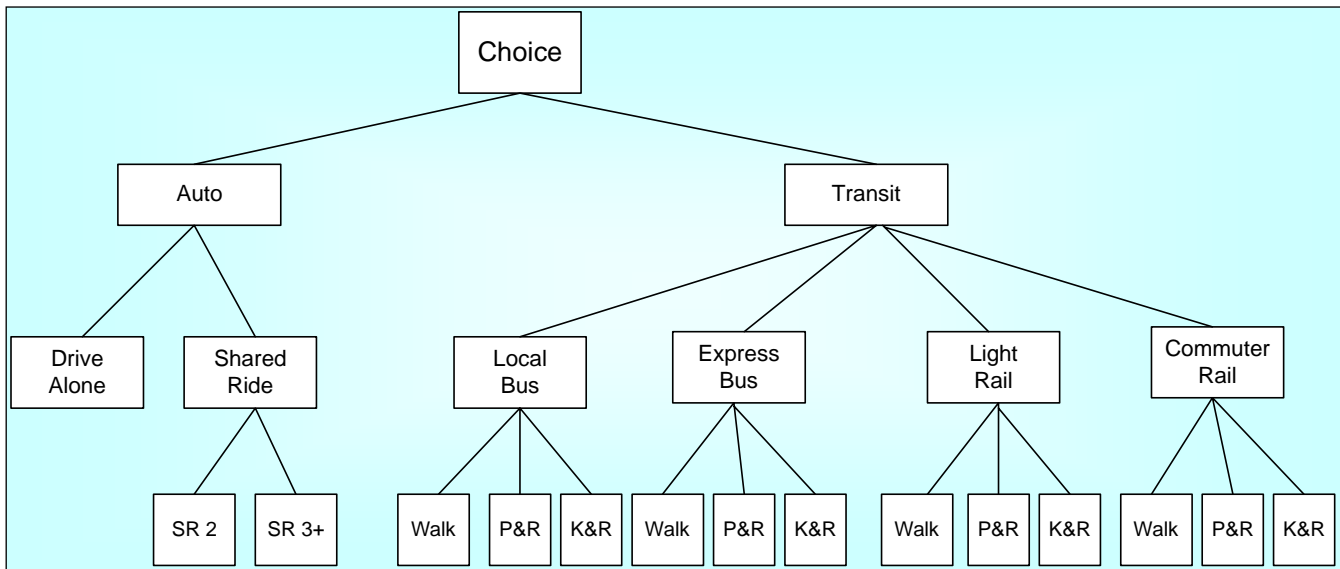 Choice
Auto
Transit
Drive
Alone
Shared
Ride
Local
Bus
Express
Bus
Light
Rail
Commuter
Rail
SR 2
SR 3+
Walk
P&R
K&R
Walk
P&R
K&R
Walk
P&R
K&R
Walk
P&R
K&R